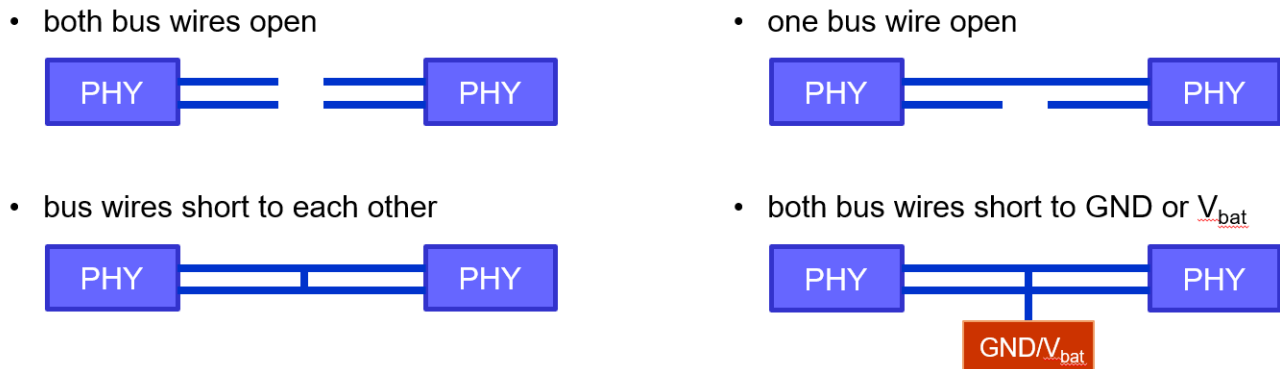 • both bus wires open
PHY
PHY
• one bus wire open
PHY
PHY
• bus wires short to each other
PHY
PHY
• both bus wires short to GND or Vbat
PHY
PHY
GND/Vbat